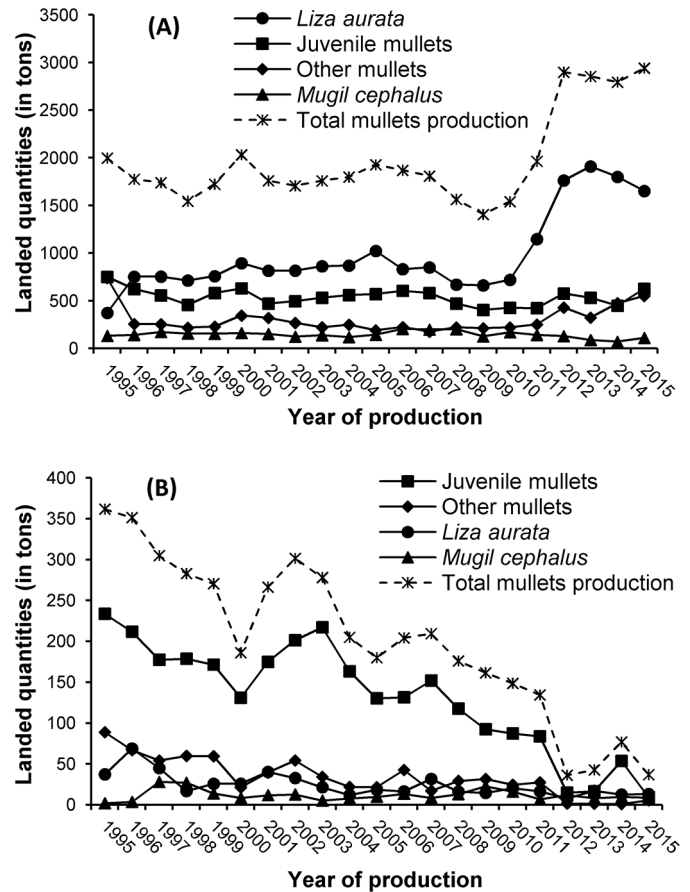 (A)
Liza aurata
Juvenile mullets
Other mullets
Mugil cephalus
Total mullets production
Landed quantities (in tons)
3500
3000
2500
2000
1500
1000
500
0
1995 1996 1997 1998 1999 2000 2001 2002 2003 2004 2005 2006 2007 2008 2009 2010 2011 2012 2013 2014 2015
Year of production
(B)
Juvenile mullets
Other mullets
Liza aurata
Mugil cephalus
Total mullets production
Landed quantities (in tons)
400
350
300
250
200
150
100
50
0
1995 1996 1997 1998 1999 2000 2001 2002 2003 2004 2005 2006 2007 2008 2009 2010 2011 2012 2013 2014 2015
Year of production